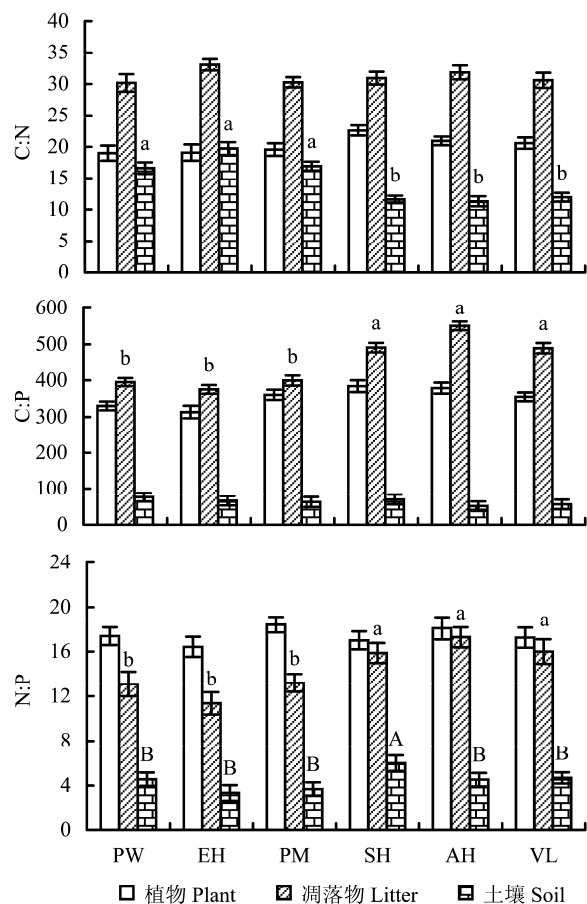 40
35
30
25
20
15
10
5
0
C:N
a a a b b b
600
500
400
300
200
100
0
C:P
b b b a a a
24
20
16
12
8
4
0
N:P
b b b a a a
B B B A B B
PW EH PM SH AH VL
植物 Plant 凋落物 Litter 土壤 Soil